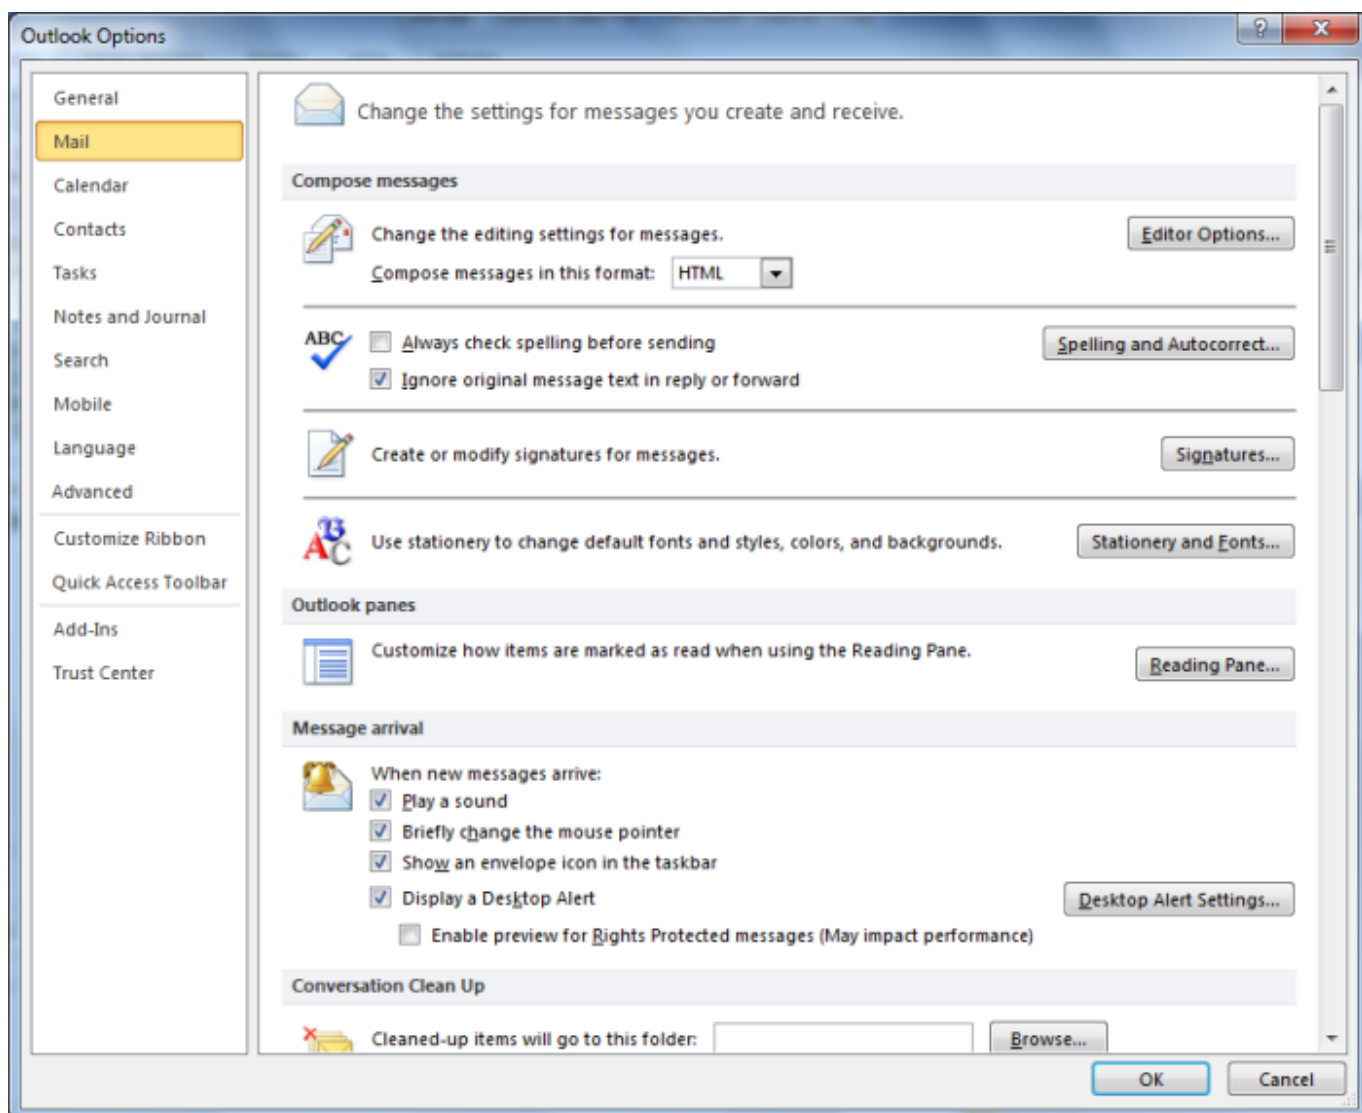 Outlook Options
General
Mail
Calendar
Contacts
Tasks
Notes and Journal
Search
Mobile
Language
Advanced
Customize Ribbon
Quick Access Toolbar
Add-Ins
Trust Center
Change the settings for messages you create and receive.
Compose messages
Change the editing settings for messages.
Editor Options...
Compose messages in this format: HTML
ABC
Always check spelling before sending
Spelling and Autocorrect...
Ignore original message text in reply or forward
Create or modify signatures for messages.
Signatures...
Use stationery to change default fonts and styles, colors, and backgrounds.
Stationery and Fonts...
Outlook panes
Customize how items are marked as read when using the Reading Pane.
Reading Pane...
Message arrival
When new messages arrive:
Play a sound
Briefly change the mouse pointer
Show an envelope icon in the taskbar
Display a Desktop Alert
Desktop Alert Settings...
Enable preview for Rights Protected messages (May impact performance)
Conversation Clean Up
Cleaned-up items will go to this folder:
Browse...
OK
Cancel